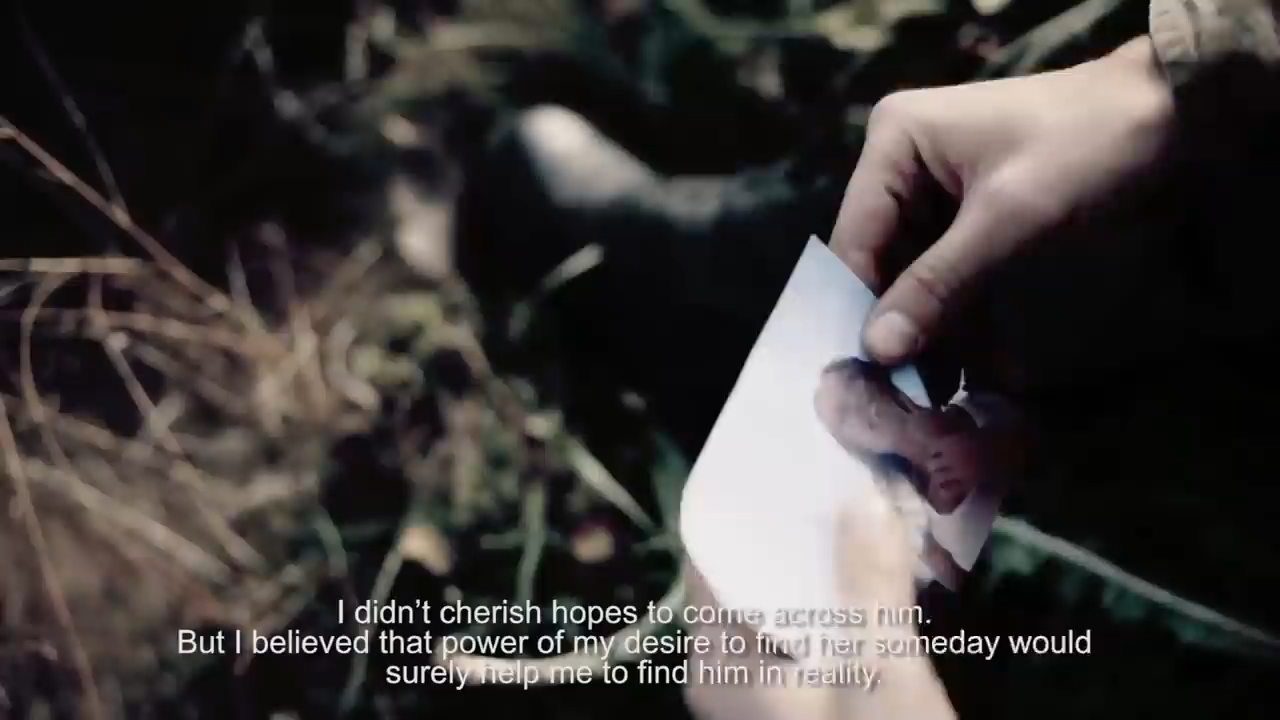 I didn't cherish hopes to come across him.
But I believed that power of my desire to find her someday would
surely help me to find him in reality.